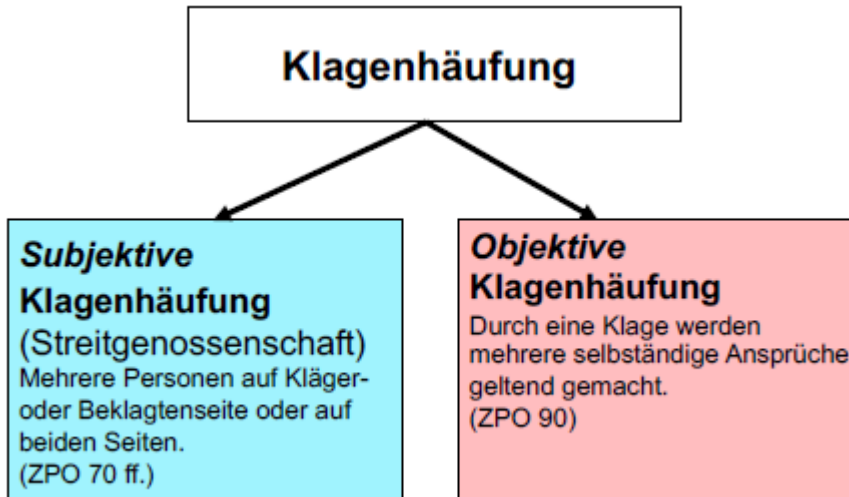 Klagenhäufung
Subjektive
Klagenhäufung
(Streitgenossenschaft)
Mehrere Personen auf Kläger-
oder Beklagtenseite oder auf
beiden Seiten.
(ZPO 70 ff.)
Objektive
Klagenhäufung
Durch eine Klage werden
mehrere selbständige Ansprüche
geltend gemacht.
(ZPO 90)